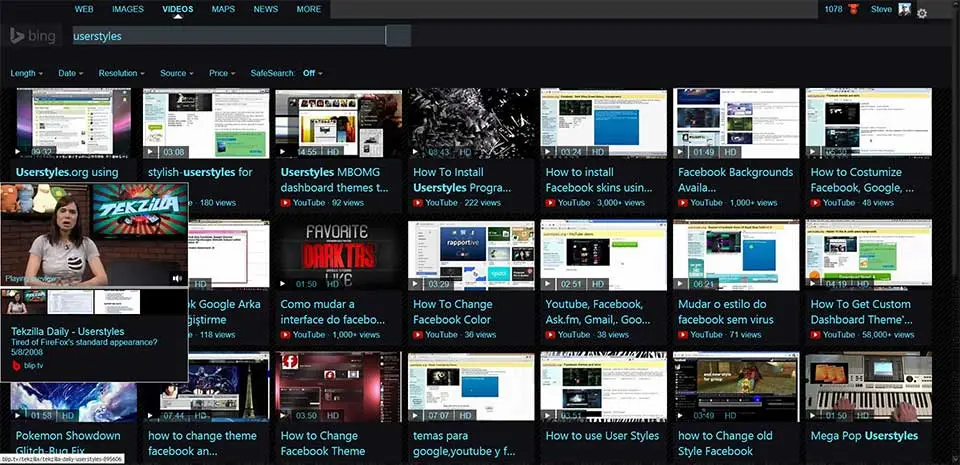 WEB IMAGES VIDEOS MAPS NEWS MORE 1078 Steve
bing userstyles
Length Date Resolution Source Price SafeSearch: Off
09:32 03:08 14:55 HD 08:43 HD 03:24 HD 01:49 HD 05:20 HD
Userstyles.org using stylish-userstyles for Userstyles MBOMG How To Install How to install Facebook Backgrounds How to Costumize
dashboard themes t... Userstyles Progra... Facebook skins usin... Availa... Facebook, Google, ...
180 views YouTube 92 views YouTube 222 views YouTube 3,000+ views YouTube 1,000+ views YouTube 48 views
TEKZILLA
Playing preview
FAVORITE
DARKTAS
LIKE
rapportive
01:50 HD 03:29 02:51 HD 06:21 04:19 HD
ok Google Arka Como mudar a How To Change Youtube, Facebook, Mudar o estilo do How To Get Custom
ğiştirme interface do facebo... Facebook Color Ask.fm, Gmail,. Goo... facebook sem virus Dashboard Theme'...
38 views YouTube 1,000+ views YouTube 36 views YouTube 38 views YouTube 71 views YouTube 58,000+ views
Tekzilla Daily - Userstyles
Tired of FireFox's standard appearance?
5/8/2008
blip.tv
01:58 HD 07:44 HD 03:50 HD 07:07 HD 03:51 03:49 HD
Pokemon Showdown how to change theme How to Change temas para How to use User Styles how to Change old Mega Pop Userstyles
Glitch-Bug Fix facebook an... Facebook Theme google,youtube y f... Style Facebook
blip.tv/tekzilla/tekzilla-daily-userstyles-895606